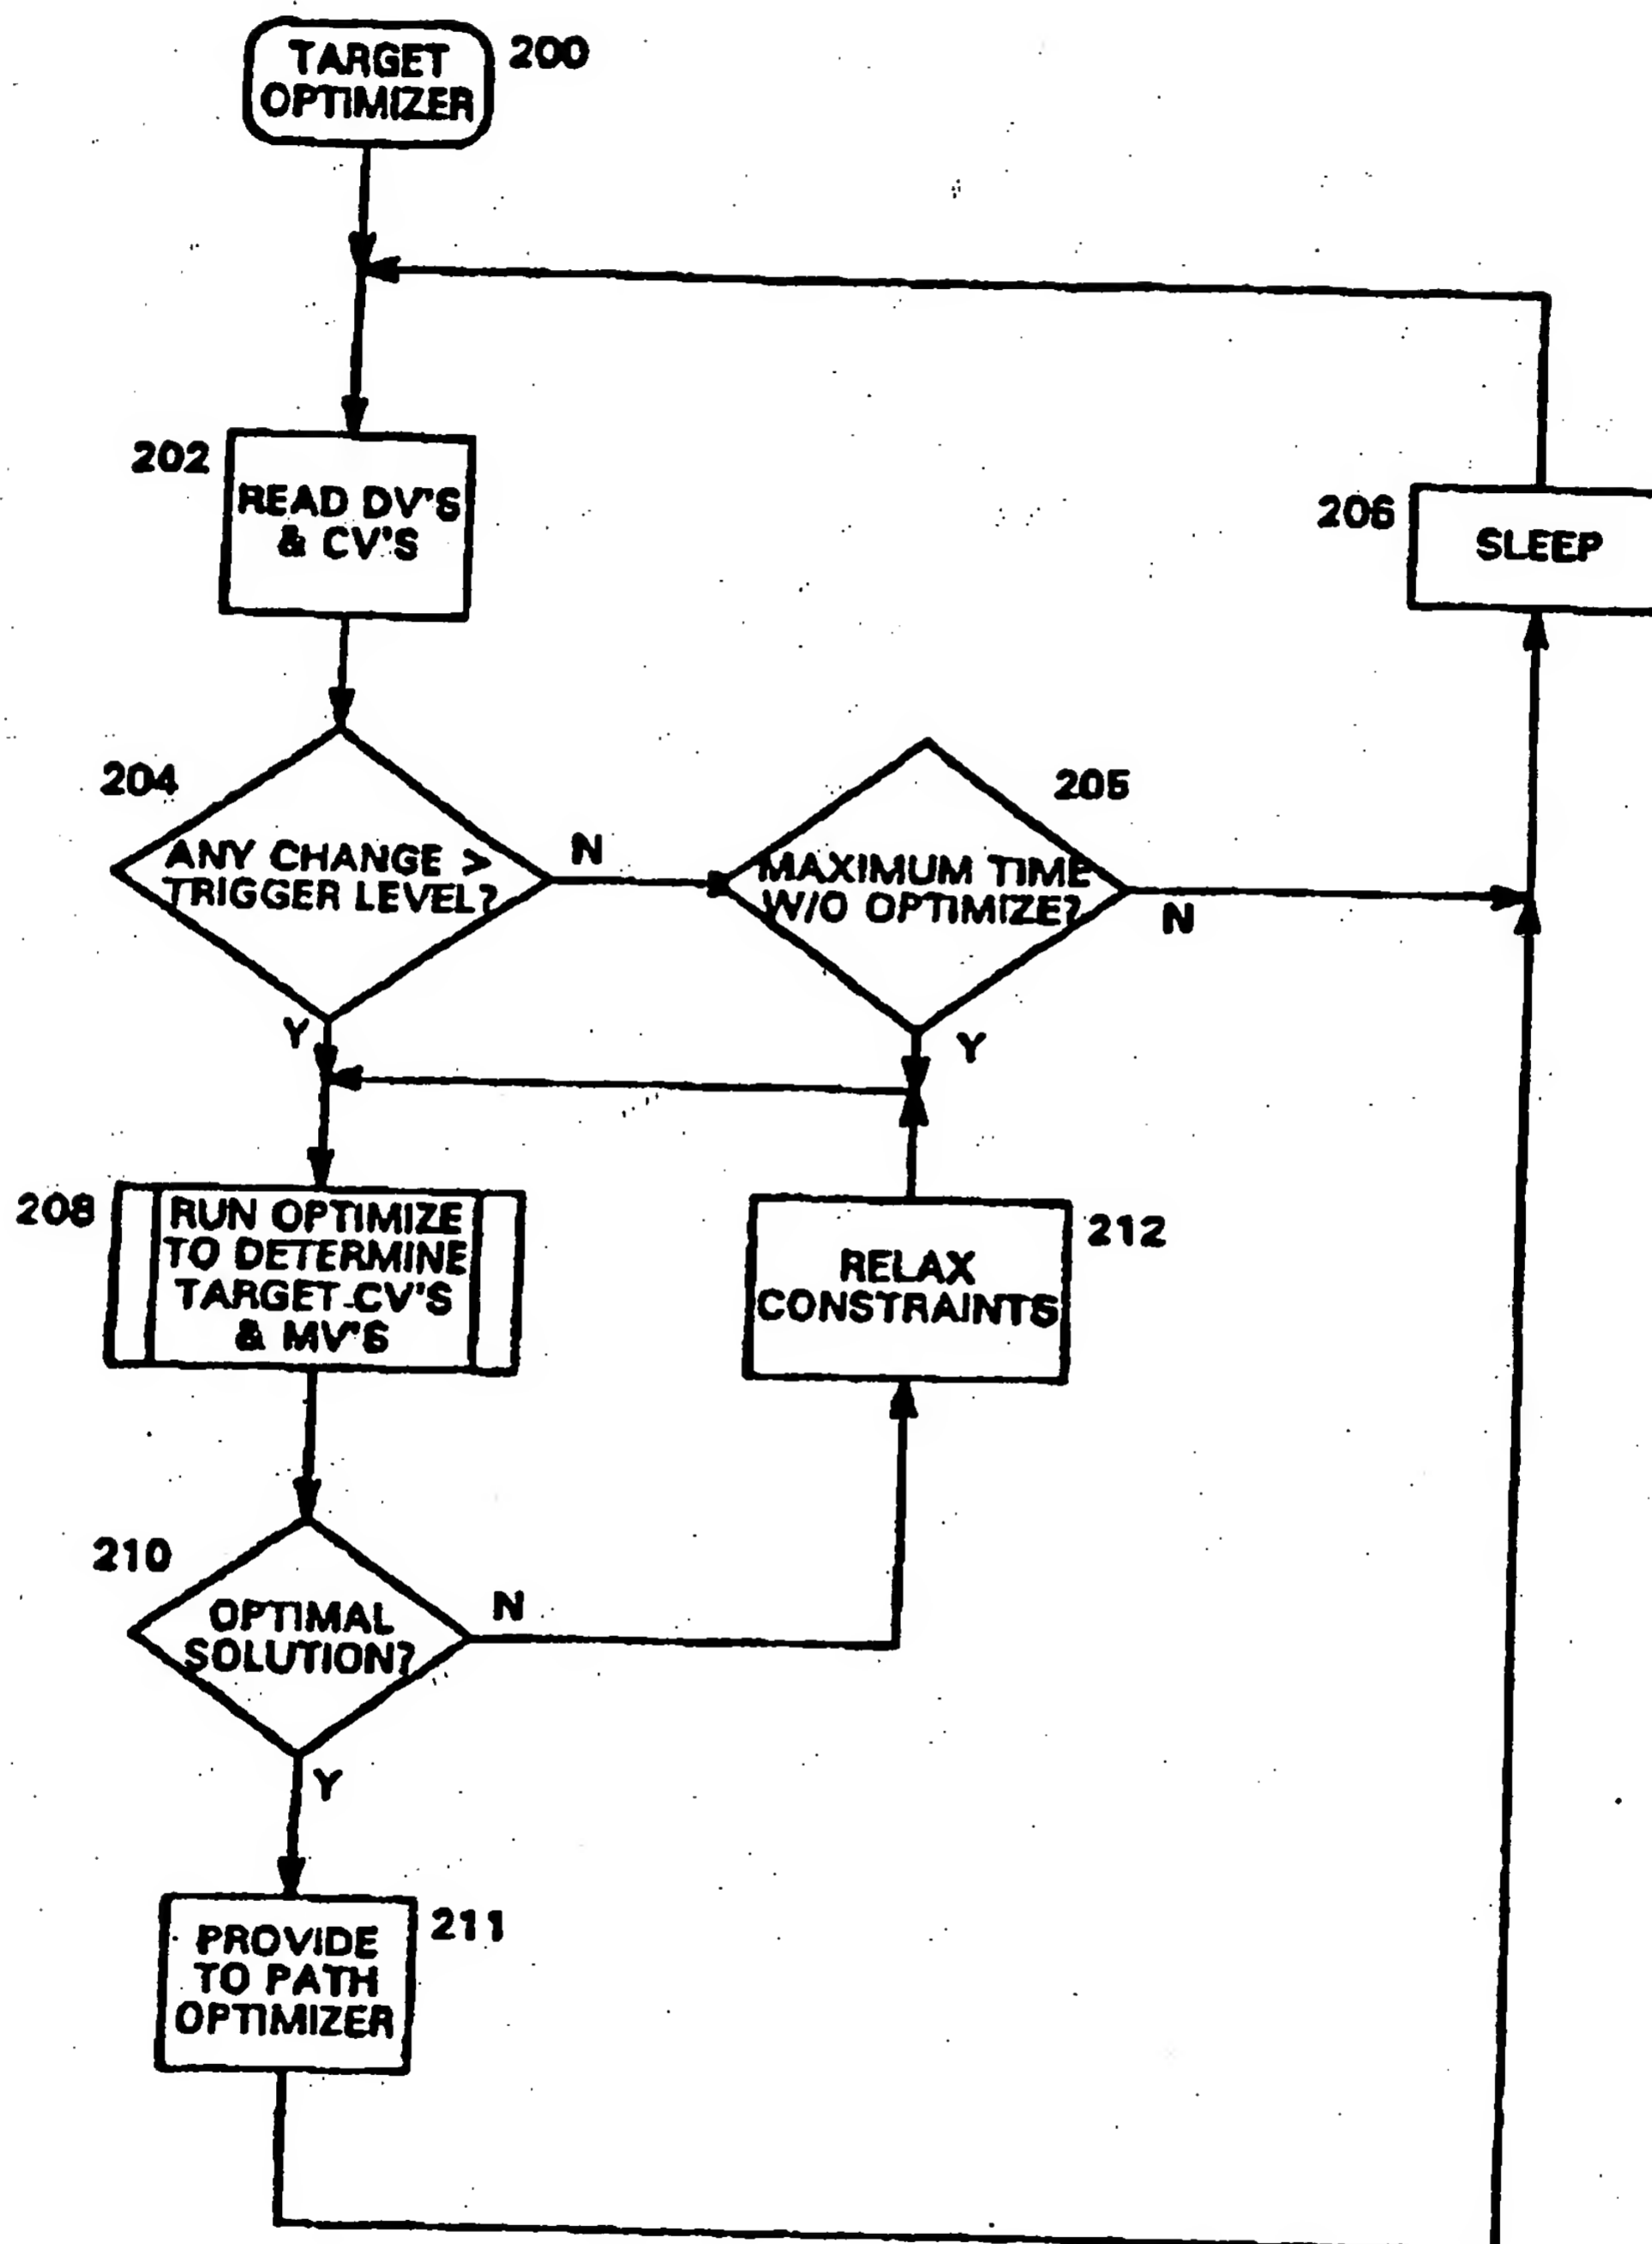 TARGET
OPTIMIZER
200
202
READ DV'S
& CV'S
206
SLEEP
204
ANY CHANGE >
TRIGGER LEVEL?
N
205
MAXIMUM TIME
W/O OPTIMIZE?
N
Y
Y
208
RUN OPTIMIZE
TO DETERMINE
TARGET CV'S
& MV'S
212
RELAX
CONSTRAINTS
210
OPTIMAL
SOLUTION?
N
Y
211
PROVIDE
TO PATH
OPTIMIZER